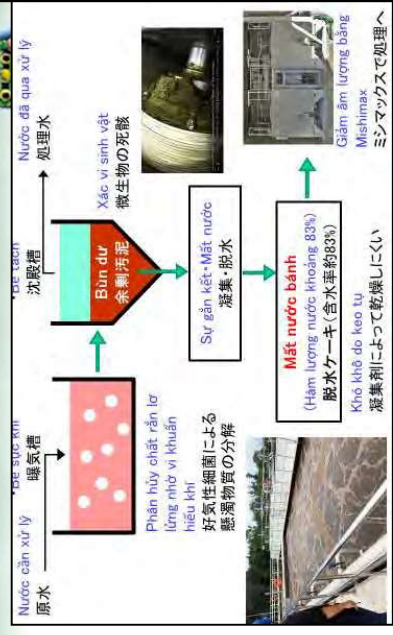 Nước cần xử lý
原水
*Bể sục khí
曝気槽
*Bể tách
沈殿槽
Nước đã qua xử lý
処理水
Bùn dư
余剰汚泥
Xác vi sinh vật
微生物の死骸
Phân hủy chất rắn lơ
lửng nhờ vi khuẩn
hiếu khí
好気性細菌による
懸濁物質の分解
Sự gắn kết・Mất nước
凝集・脱水
Mất nước bánh
(Hàm lượng nước khoảng 83%)
脱水ケーキ(含水率約83%)
Khó khô do keo tụ
凝集剤によって乾燥しにくい
Giảm ẩm lượng bằng
Mishimax
ミシマックスで処理へ